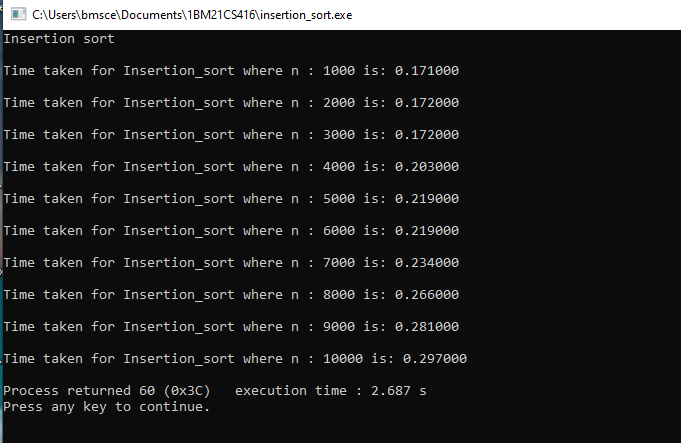 C:\Users\bmsce\Documents\1BM21CS416\insertion_sort.exe
Insertion sort
Time taken for Insertion_sort where n : 1000 is: 0.171000
Time taken for Insertion_sort where n : 2000 is: 0.172000
Time taken for Insertion_sort where n : 3000 is: 0.172000
Time taken for Insertion_sort where n : 4000 is: 0.203000
Time taken for Insertion_sort where n : 5000 is: 0.219000
Time taken for Insertion_sort where n : 6000 is: 0.219000
Time taken for Insertion_sort where n : 7000 is: 0.234000
Time taken for Insertion_sort where n : 8000 is: 0.266000
Time taken for Insertion_sort where n : 9000 is: 0.281000
Time taken for Insertion_sort where n : 10000 is: 0.297000
Process returned 60 (0x3C)   execution time : 2.687 s
Press any key to continue.